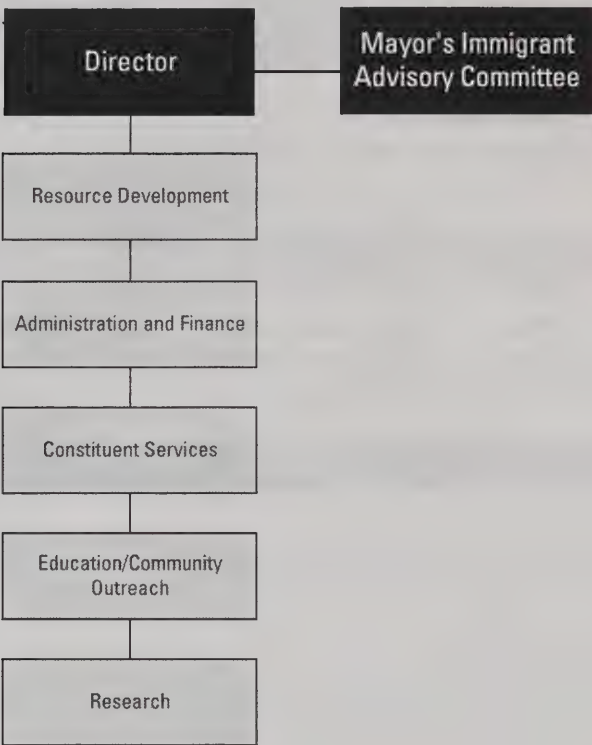 Director
Mayor's Immigrant
Advisory Committee
Resource Development
Administration and Finance
Constituent Services
Education/Community
Outreach
Research